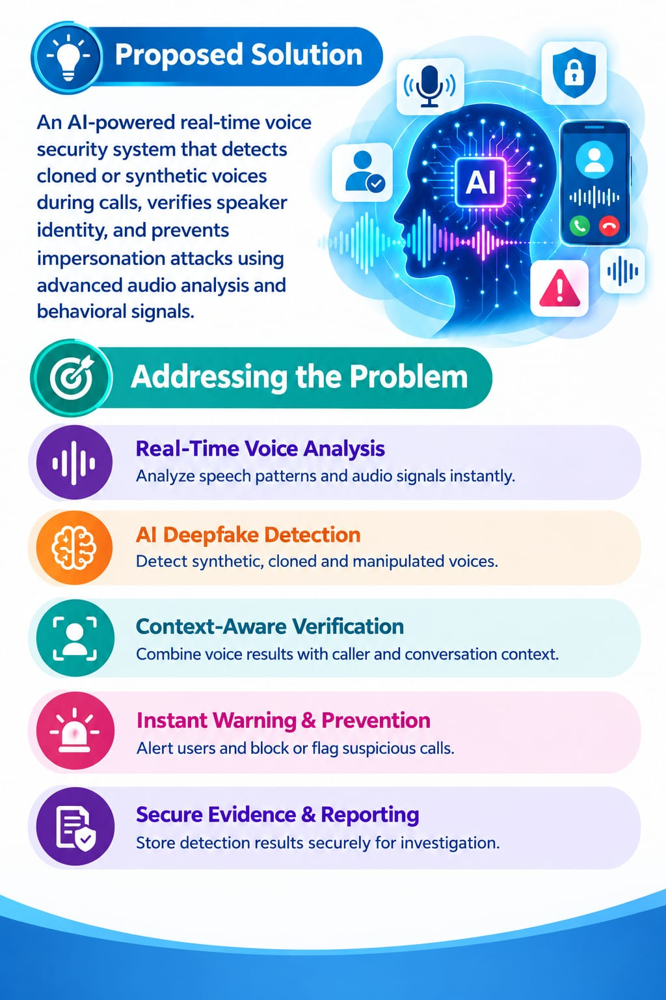 Proposed Solution
An AI-powered real-time voice
security system that detects
cloned or synthetic voices
during calls, verifies speaker
identity, and prevents
impersonation attacks using
advanced audio analysis and
behavioral signals.
AI
Addressing the Problem
Real-Time Voice Analysis
Analyze speech patterns and audio signals instantly.
AI Deepfake Detection
Detect synthetic, cloned and manipulated voices.
Context-Aware Verification
Combine voice results with caller and conversation context.
Instant Warning & Prevention
Alert users and block or flag suspicious calls.
Secure Evidence & Reporting
Store detection results securely for investigation.